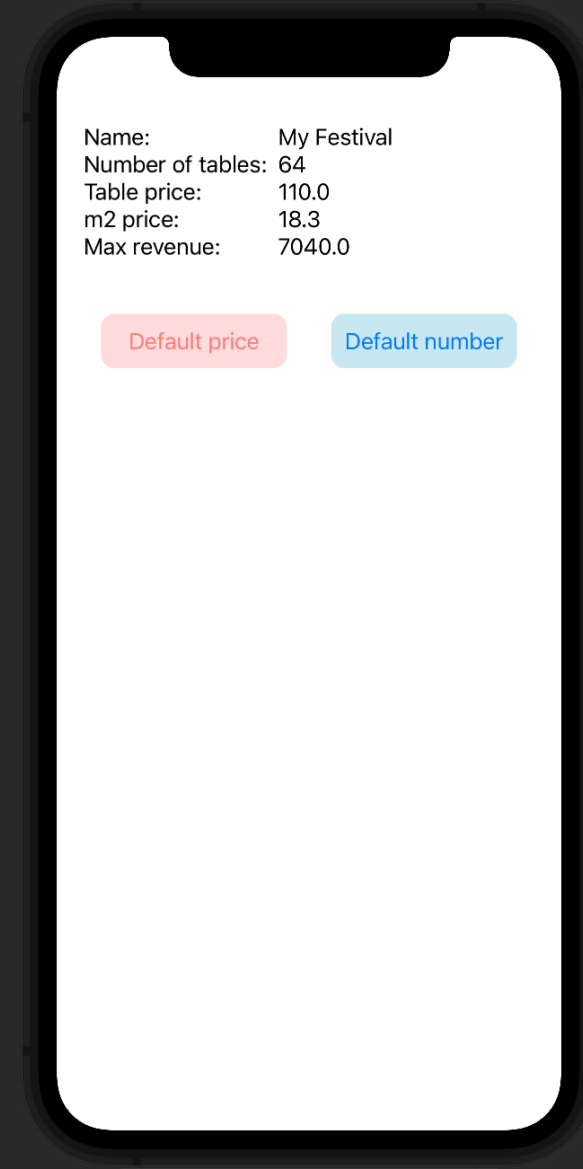 Name: My Festival
Number of tables: 64
Table price: 110.0
m2 price: 18.3
Max revenue: 7040.0
Default price Default number